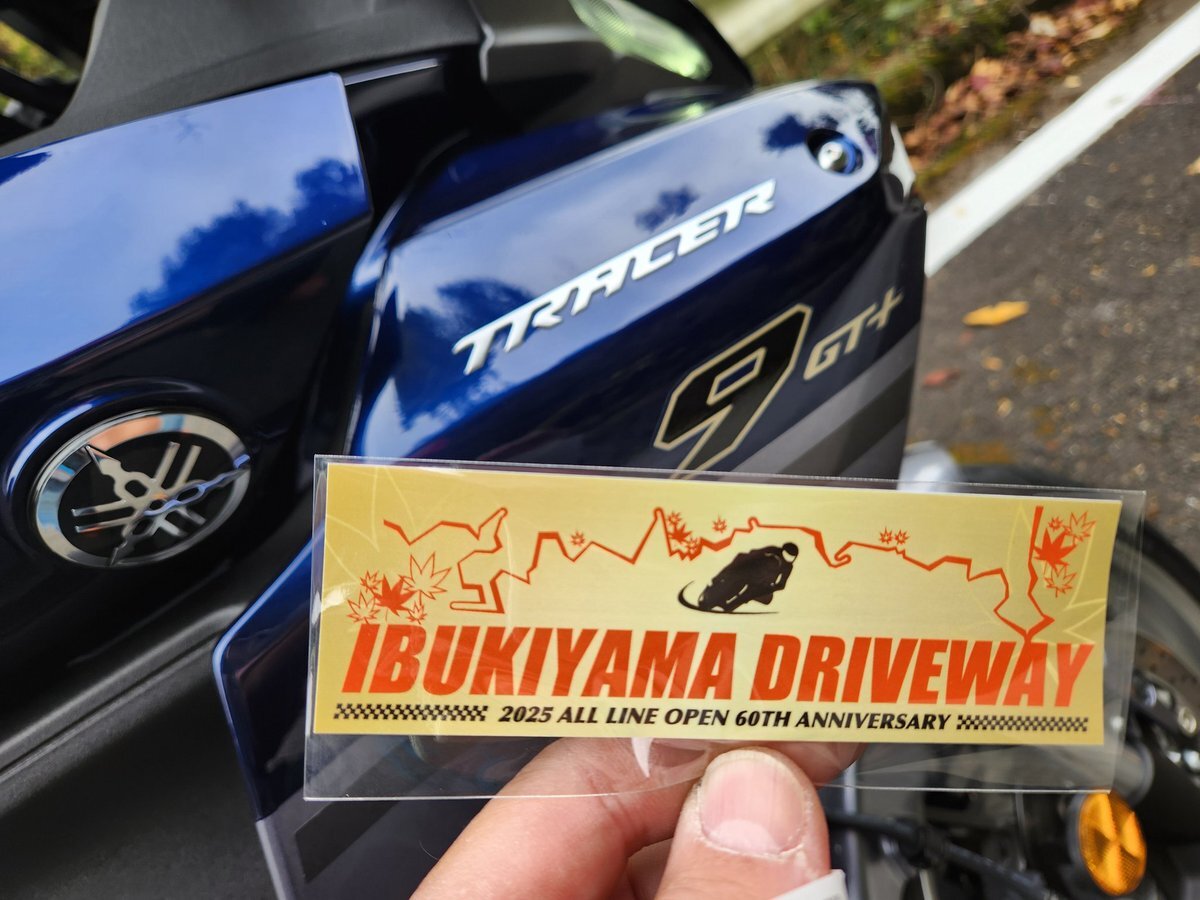 TRACER
9 GT+
IBUKIYAMA DRIVEWAY
2025 ALL LINE OPEN 60TH ANNIVERSARY